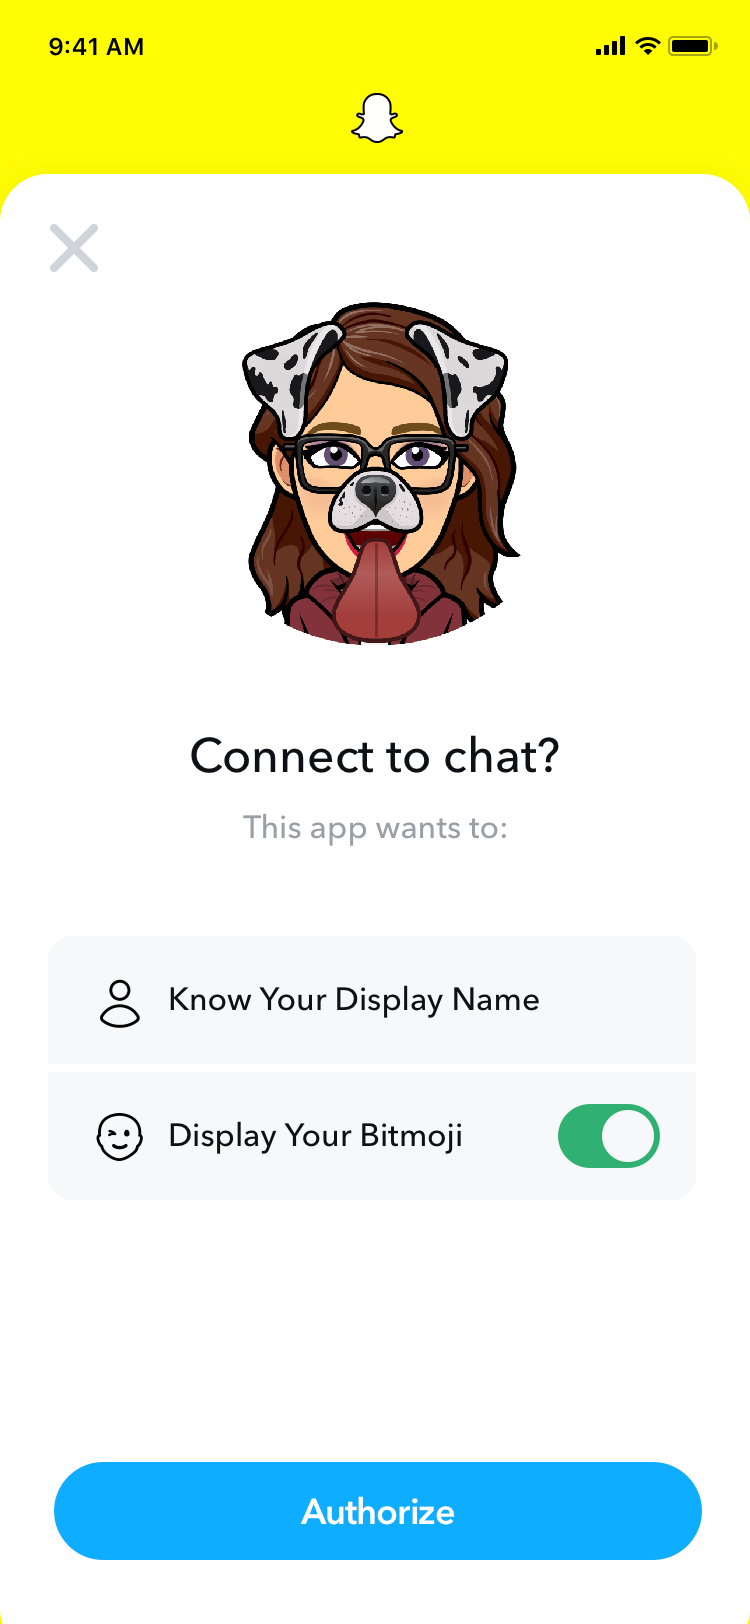 9:41 AM
Connect to chat?
This app wants to:
Know Your Display Name
Display Your Bitmoji
Authorize